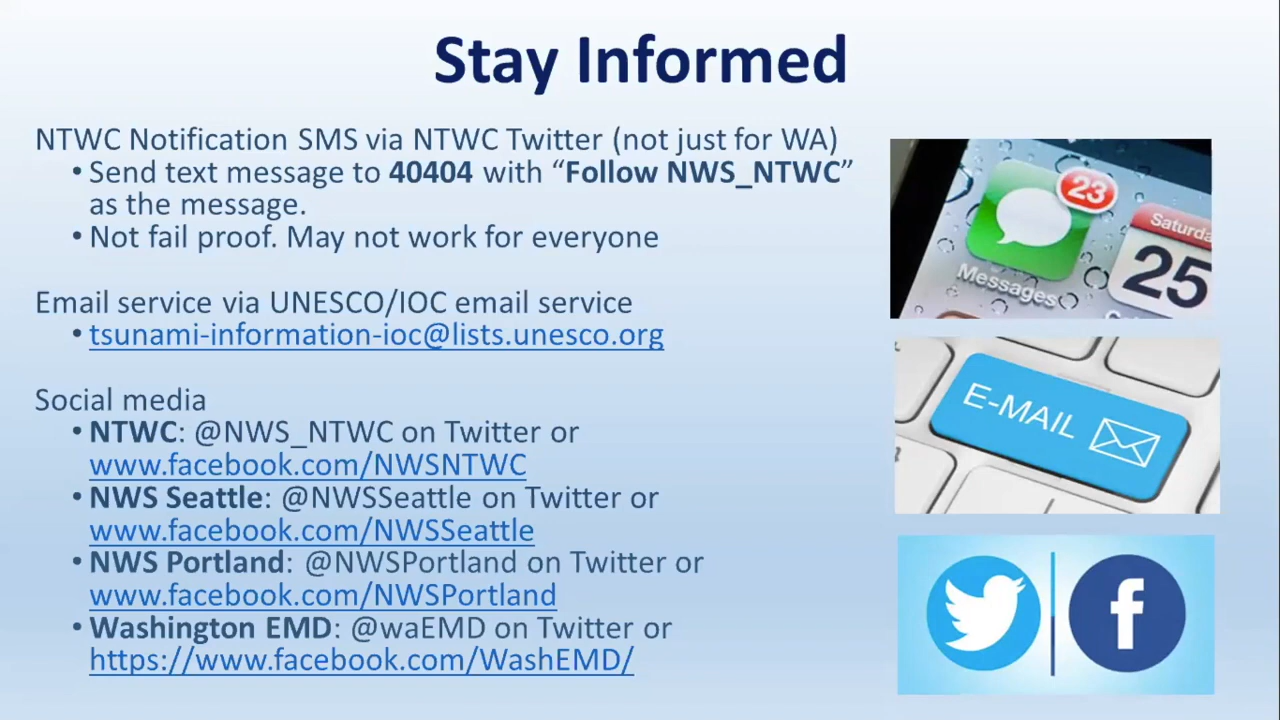 Stay Informed
NTWC Notification SMS via NTWC Twitter (not just for WA)
• Send text message to 40404 with “Follow NWS_NTWC”
as the message.
• Not fail proof. May not work for everyone
Email service via UNESCO/IOC email service
• tsunami-information-ioc@lists.unesco.org
Social media
• NTWC: @NWS_NTWC on Twitter or
www.facebook.com/NWSNTWC
• NWS Seattle: @NWSSeattle on Twitter or
www.facebook.com/NWSSeattle
• NWS Portland: @NWSPortland on Twitter or
www.facebook.com/NWSPortland
• Washington EMD: @waEMD on Twitter or
https://www.facebook.com/WashEMD/
23
Messages
Saturda
25
E-MAIL
f